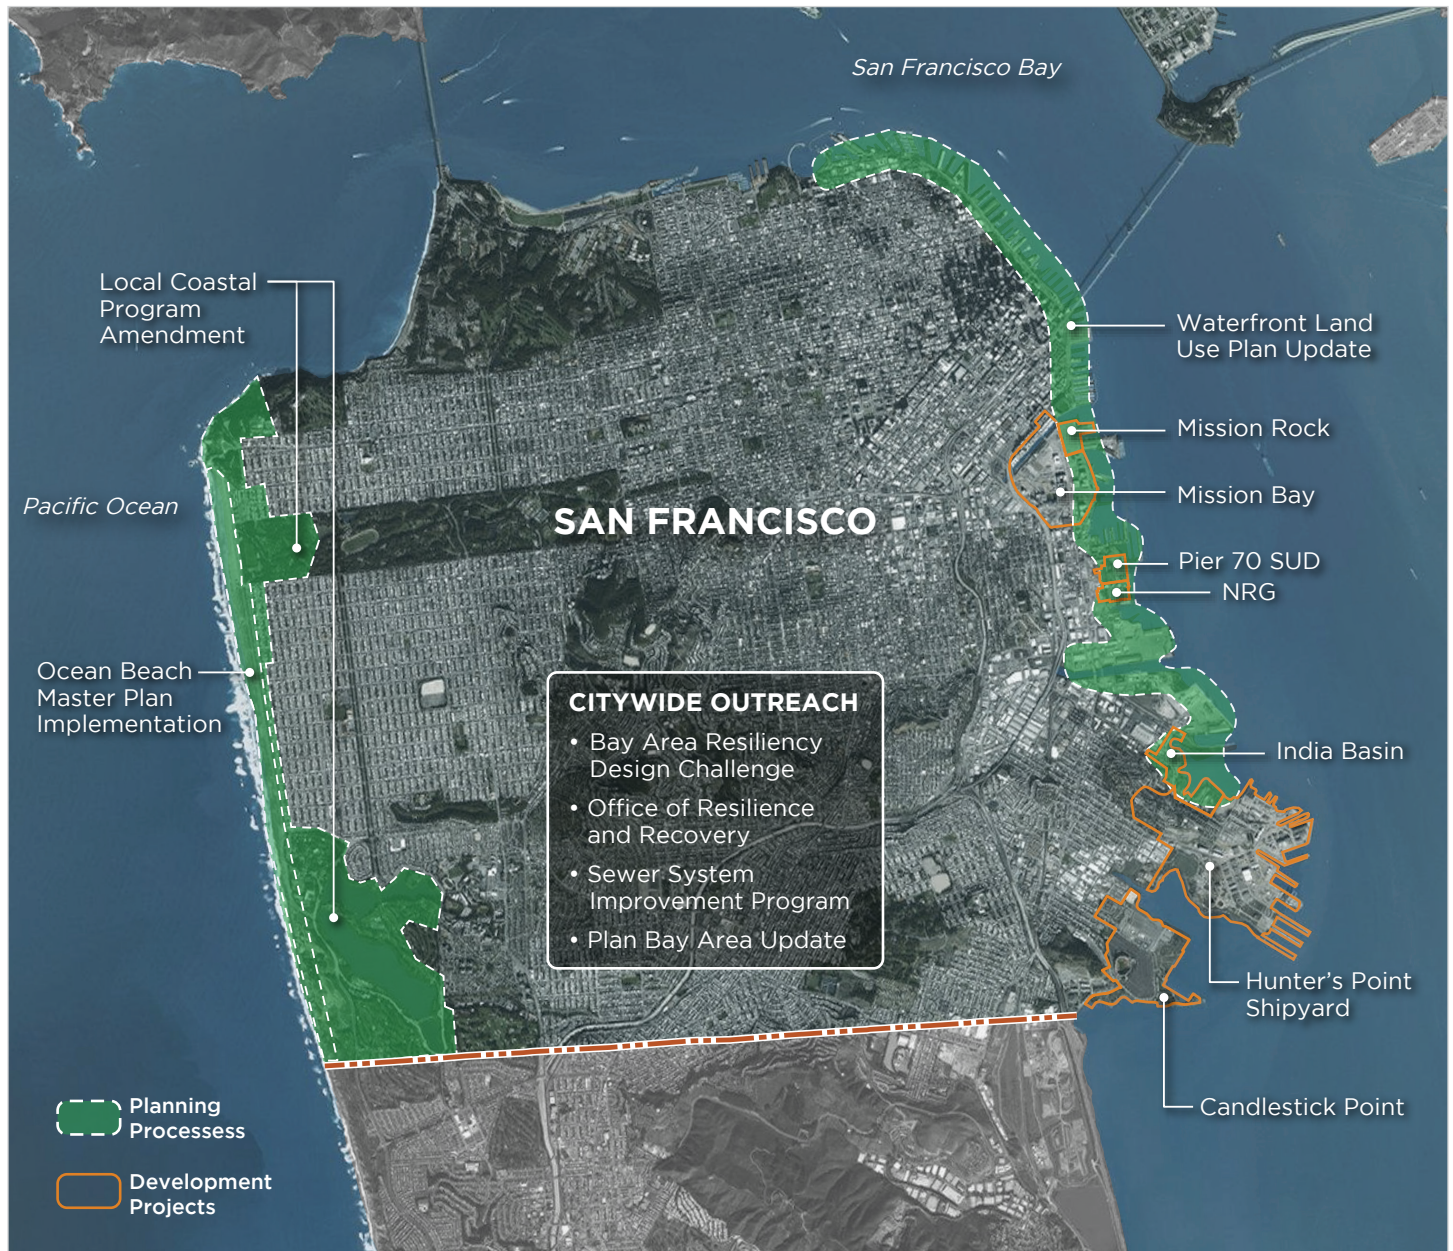 San Francisco Bay
Local Coastal
Program
Amendment
Waterfront Land
Use Plan Update
Mission Rock
Mission Bay
Pacific Ocean
SAN FRANCISCO
Pier 70 SUD
NRG
Ocean Beach
Master Plan
Implementation
CITYWIDE OUTREACH
• Bay Area Resiliency
Design Challenge
• Office of Resilience
and Recovery
• Sewer System
Improvement Program
• Plan Bay Area Update
India Basin
Hunter's Point
Shipyard
Candlestick Point
Planning
Processess
Development
Projects